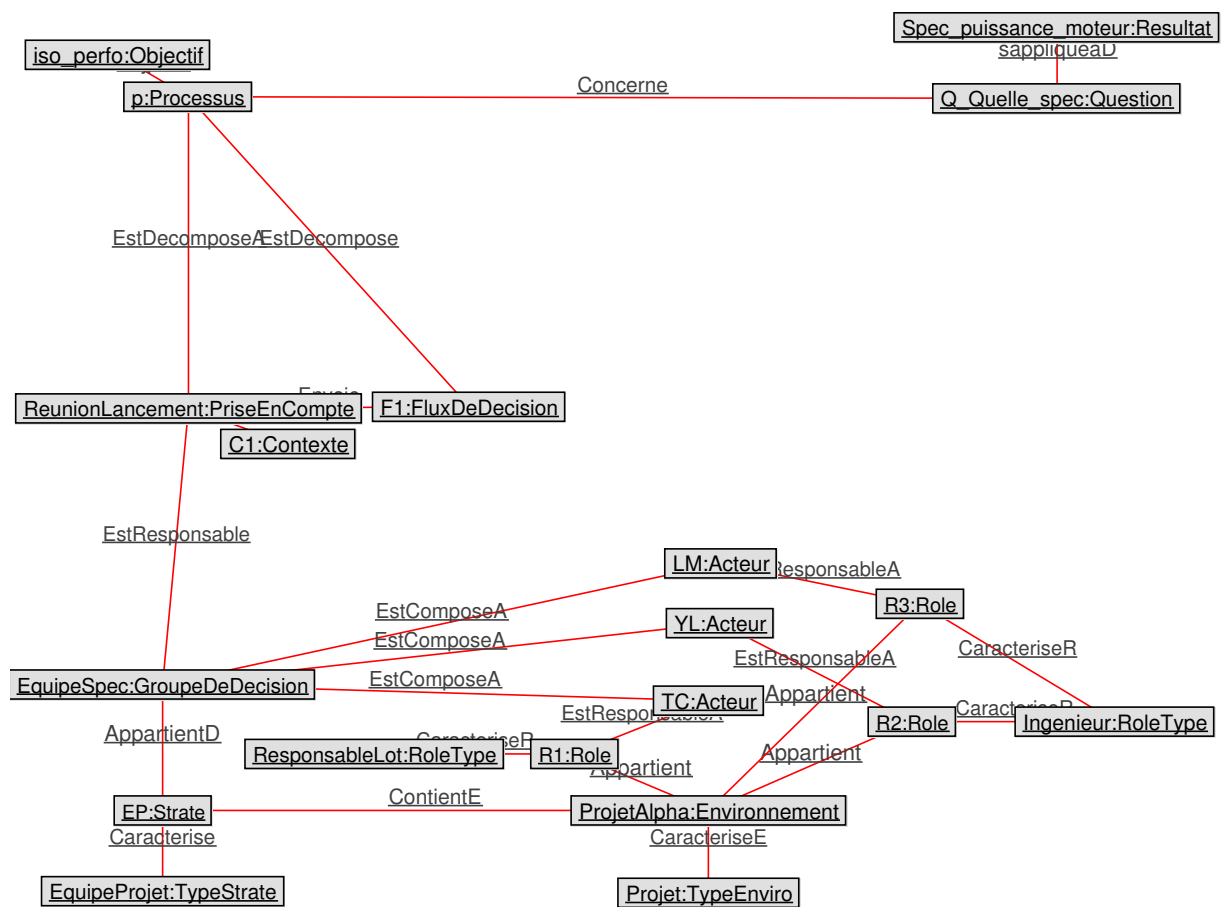 Spec_puissance_moteur:Resultat
iso_perfo:Objectif
sappliqueaD
p:Processus
Concerne
Q_Quelle_spec:Question
EstDecomposeA
EstDecompose
ReunionLancement:PriseEnCompte
F1:FluxDeDecision
C1:Contexte
EstResponsable
LM:Acteur
ResponsableA
EstComposeA
R3:Role
YL:Acteur
EstComposeA
CaracteriseR
EstResponsableA
EquipeSpec:GroupeDeDecision
EstComposeA
TC:Acteur
Appartient
EstResponsableA
CaracteriseR
R2:Role
Ingenieur:RoleType
AppartientD
CaracteriseR
ResponsableLot:RoleType
R1:Role
Appartient
Appartient
ContientE
EP:Strate
ProjetAlpha:Environnement
Caracterise
CaracteriseE
EquipeProjet:TypeStrate
Projet:TypeEnviro